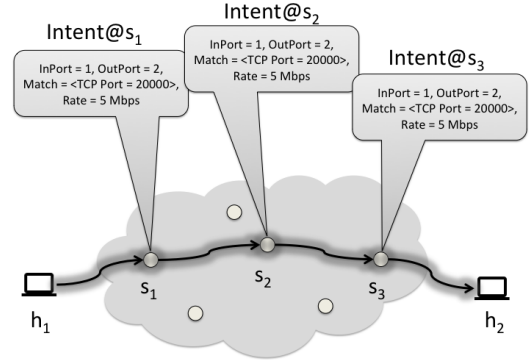 Intent@s₁
InPort = 1, OutPort = 2,
Match = <TCP Port = 20000>,
Rate = 5 Mbps
Intent@s₂
InPort = 1, OutPort = 2,
Match = <TCP Port = 20000>,
Rate = 5 Mbps
Intent@s₃
InPort = 1, OutPort = 2,
Match = <TCP Port = 20000>,
Rate = 5 Mbps
h₁
s₁
s₂
s₃
h₂